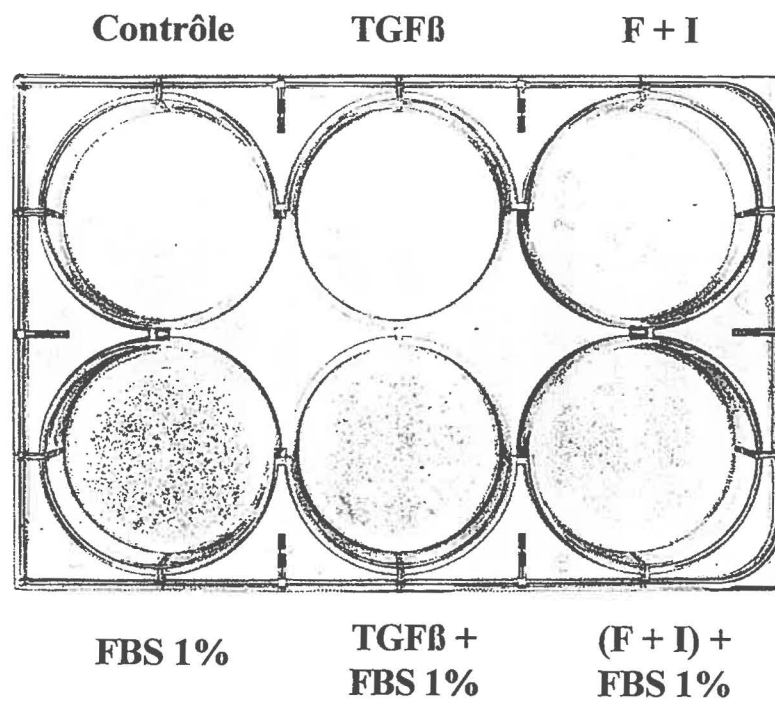 Contrôle TGFß F + I
FBS 1% TGFß + (F + I) +
FBS 1% FBS 1%